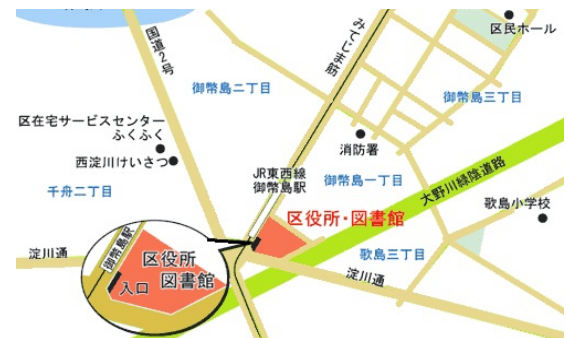 国道2号
みてじま筋
区民ホール
御幣島二丁目
御幣島三丁目
区在宅サービスセンター
ふくふく
西淀川けいさつ
消防署
千舟二丁目
JR東西線
御幣島駅
御幣島一丁目
大野川緑陰道路
歌島小学校
区役所・図書館
歌島三丁目
淀川通
淀川通
御幣島駅
区役所
図書館
入口